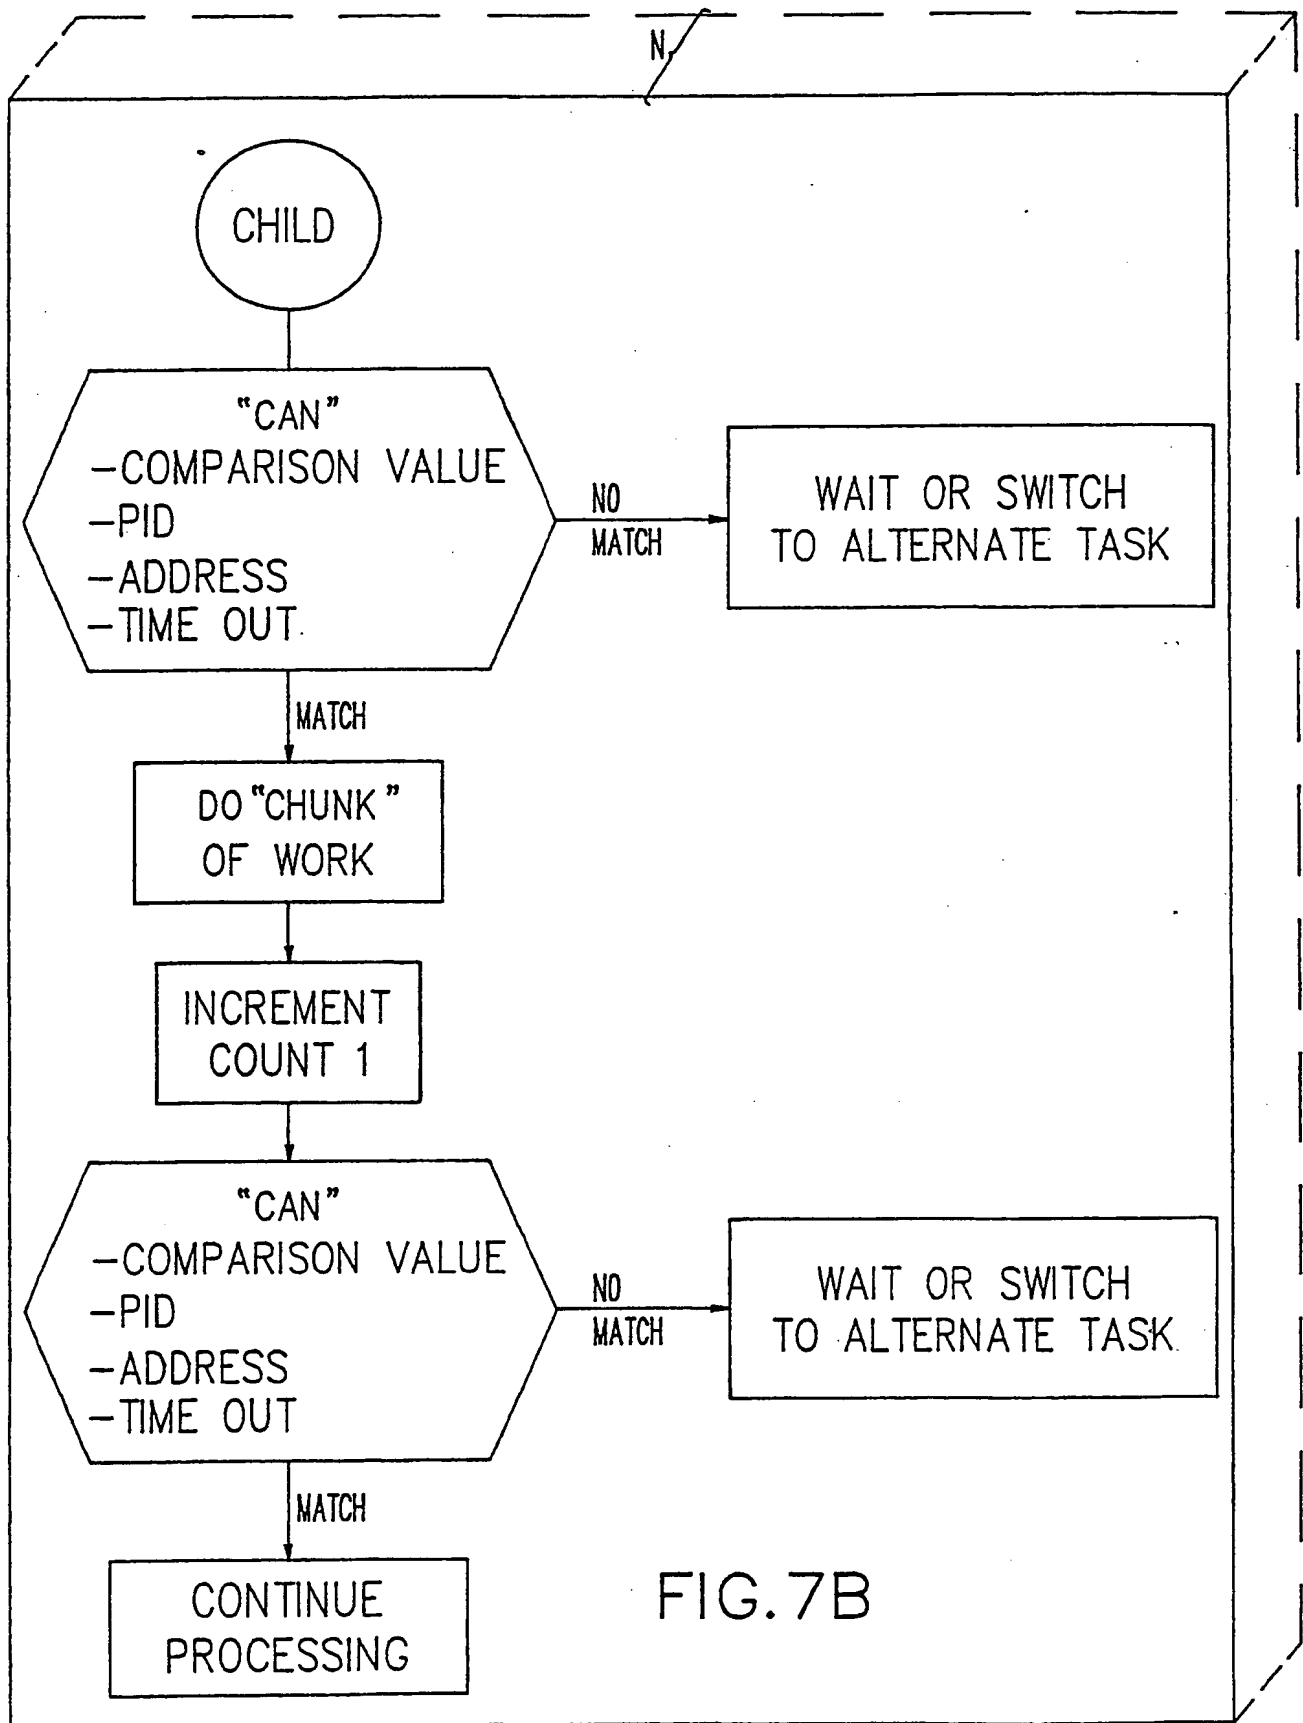 N
CHILD
"CAN"
-COMPARISON VALUE
-PID
-ADDRESS
-TIME OUT
NO
MATCH
WAIT OR SWITCH
TO ALTERNATE TASK
MATCH
DO "CHUNK"
OF WORK
INCREMENT
COUNT 1
"CAN"
-COMPARISON VALUE
-PID
-ADDRESS
-TIME OUT
NO
MATCH
WAIT OR SWITCH
TO ALTERNATE TASK
MATCH
CONTINUE
PROCESSING
FIG. 7B